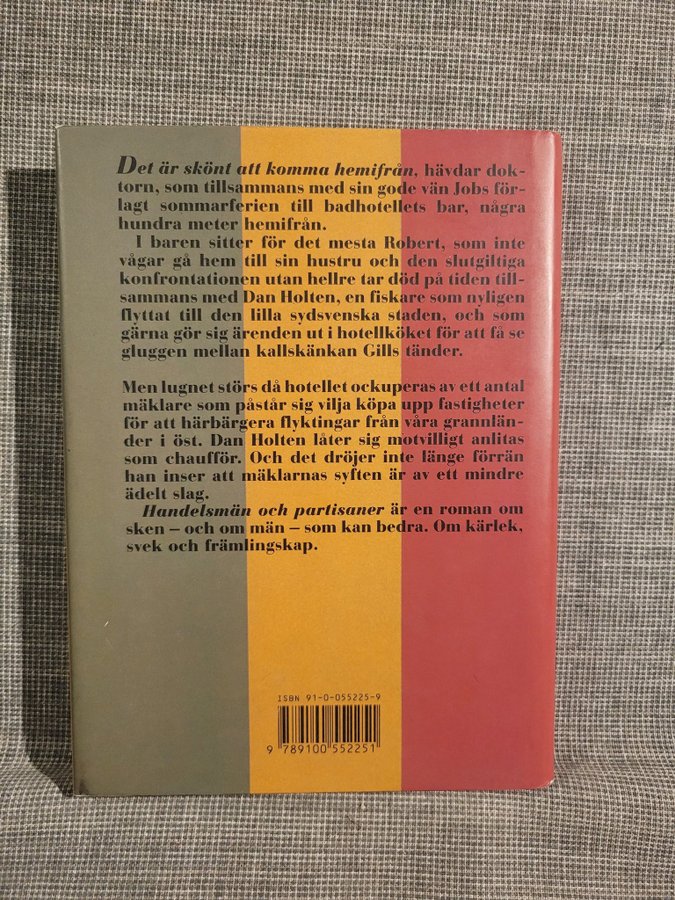 Det är skönt att komma hemifrån, hävdar dok-
torn, som tillsammans med sin gode vän Jobs för-
lagt sommarferien till badhotellets bar, några
hundra meter hemifrån.
I baren sitter för det mesta Robert, som inte
vågar gå hem till sin hustru och den slutgiltiga
konfrontationen utan hellre tar död på tiden till-
sammans med Dan Holten, en fiskare som nyligen
flyttat till den lilla sydsvenska staden, och som
gärna gör sig ärenden ut i hotellköket för att få se
gluggen mellan kallskänkan Gills tänder.
Men lugnet störs då hotellet ockuperas av ett antal
mäklare som påstår sig vilja köpa upp fastigheter
för att härbärgera flyktingar från våra grannlän-
der i öst. Dan Holten låter sig motvilligt anlitas
som chaufför. Och det dröjer inte länge förrän
han inser att mäklarnas syften är av ett mindre
ädelt slag.
Handelsmän och partisaner är en roman om
sken – och om män – som kan bedra. Om kärlek,
svek och främlingskap.
ISBN 91-0-055225-9
9 789100 552251